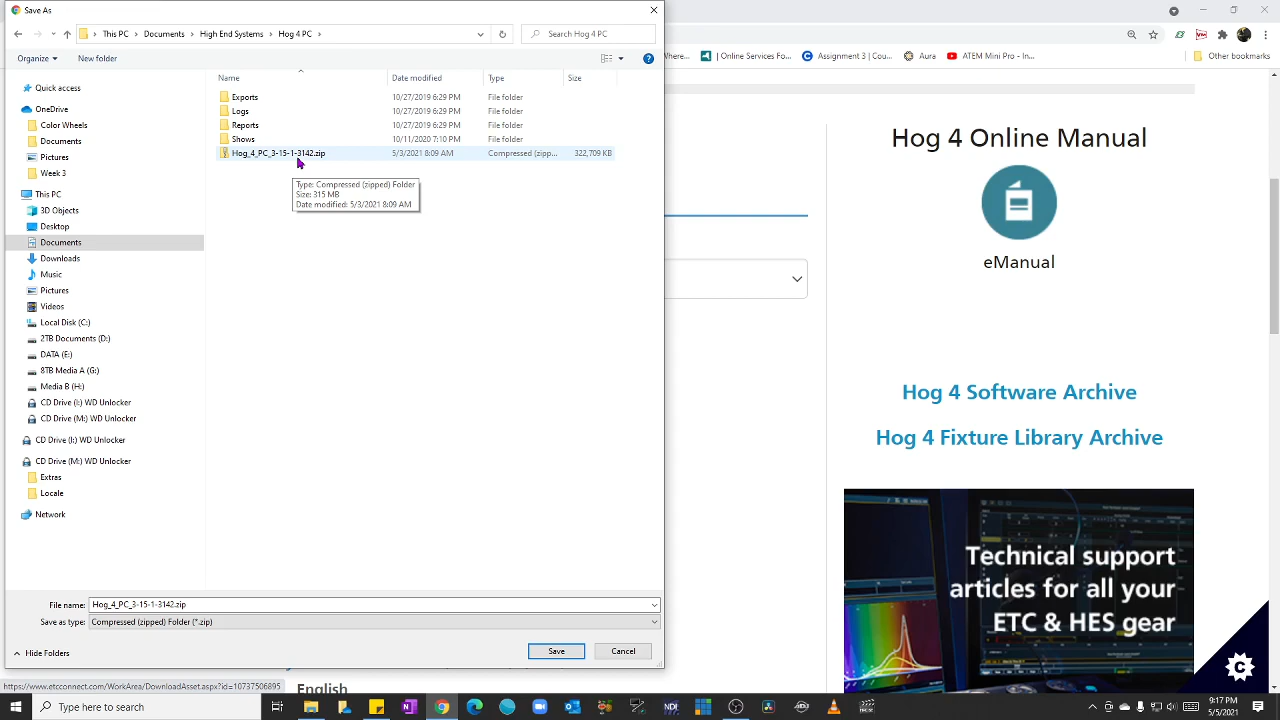 Save As
This PC > Documents > High End Systems > Hog 4 PC >
Search Hog 4 PC
Organize
New folder
Name
Date modified
Type
Size
Exports 10/27/2019 6:29 PM File folder
Logs 10/27/2019 6:29 PM File folder
Reports 10/27/2019 6:29 PM File folder
Shows 10/11/2020 7:10 PM File folder
Hog_4_PC_3-15-1-3142.zip 5/3/2021 8:09 AM Compressed (zipp... 322,709 KB
Type: Compressed (zipped) Folder
Size: 315 MB
Date modified: 5/3/2021 8:09 AM
Quick access
OneDrive
Color Wheels
Documents
Pictures
Week 3
This PC
3D Objects
Desktop
Documents
Downloads
Music
Pictures
Videos
Local Disk (C:)
2TB Documents (D:)
DATA (E:)
8TB Media A (G:)
Media B (H:)
CD Drive (I:) WD Unlocker
CD Drive (M:) WD Unlocker
CD Drive (I:) WD Unlocker
CD Drive (M:) WD Unlocker
Extras
Locale
Network
File name: Hog_4_PC_3-15-1-3142.zip
Save as type: Compressed (zipped) Folder (*.zip)
Hide Folders
Save
Cancel
Where...
| Online Services Fo...
Assignment 3 | Cou...
Aura
ATEM Mini Pro - In...
Other bookmarks
Hog 4 Online Manual
eManual
Hog 4 Software Archive
Hog 4 Fixture Library Archive
Technical support
articles for all your
ETC & HES gear
English
Type here to search
9:17 PM
5/5/2021